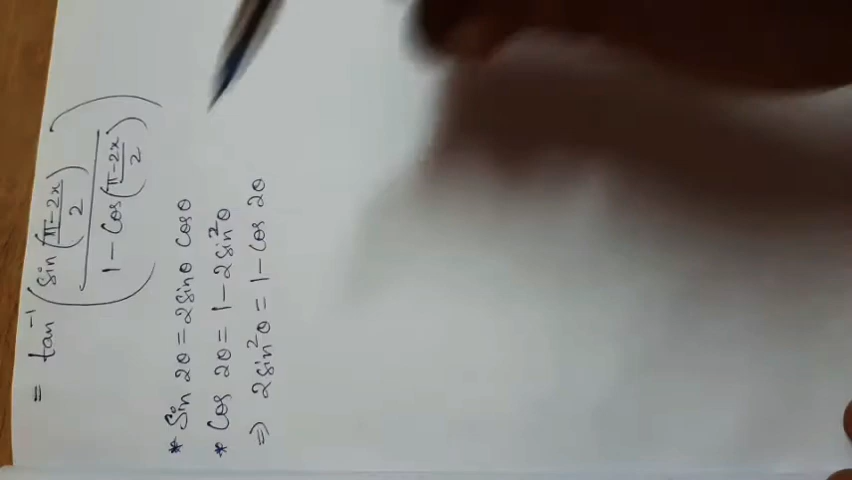 = tan⁻¹ ( sin((π-2x)/2) / (1 - Cos((π-2x)/2)) )
* Sin 2θ = 2 sinθ cosθ
* Cos 2θ = 1 - 2 sin²θ
⇒ 2 sin²θ = 1 - Cos 2θ